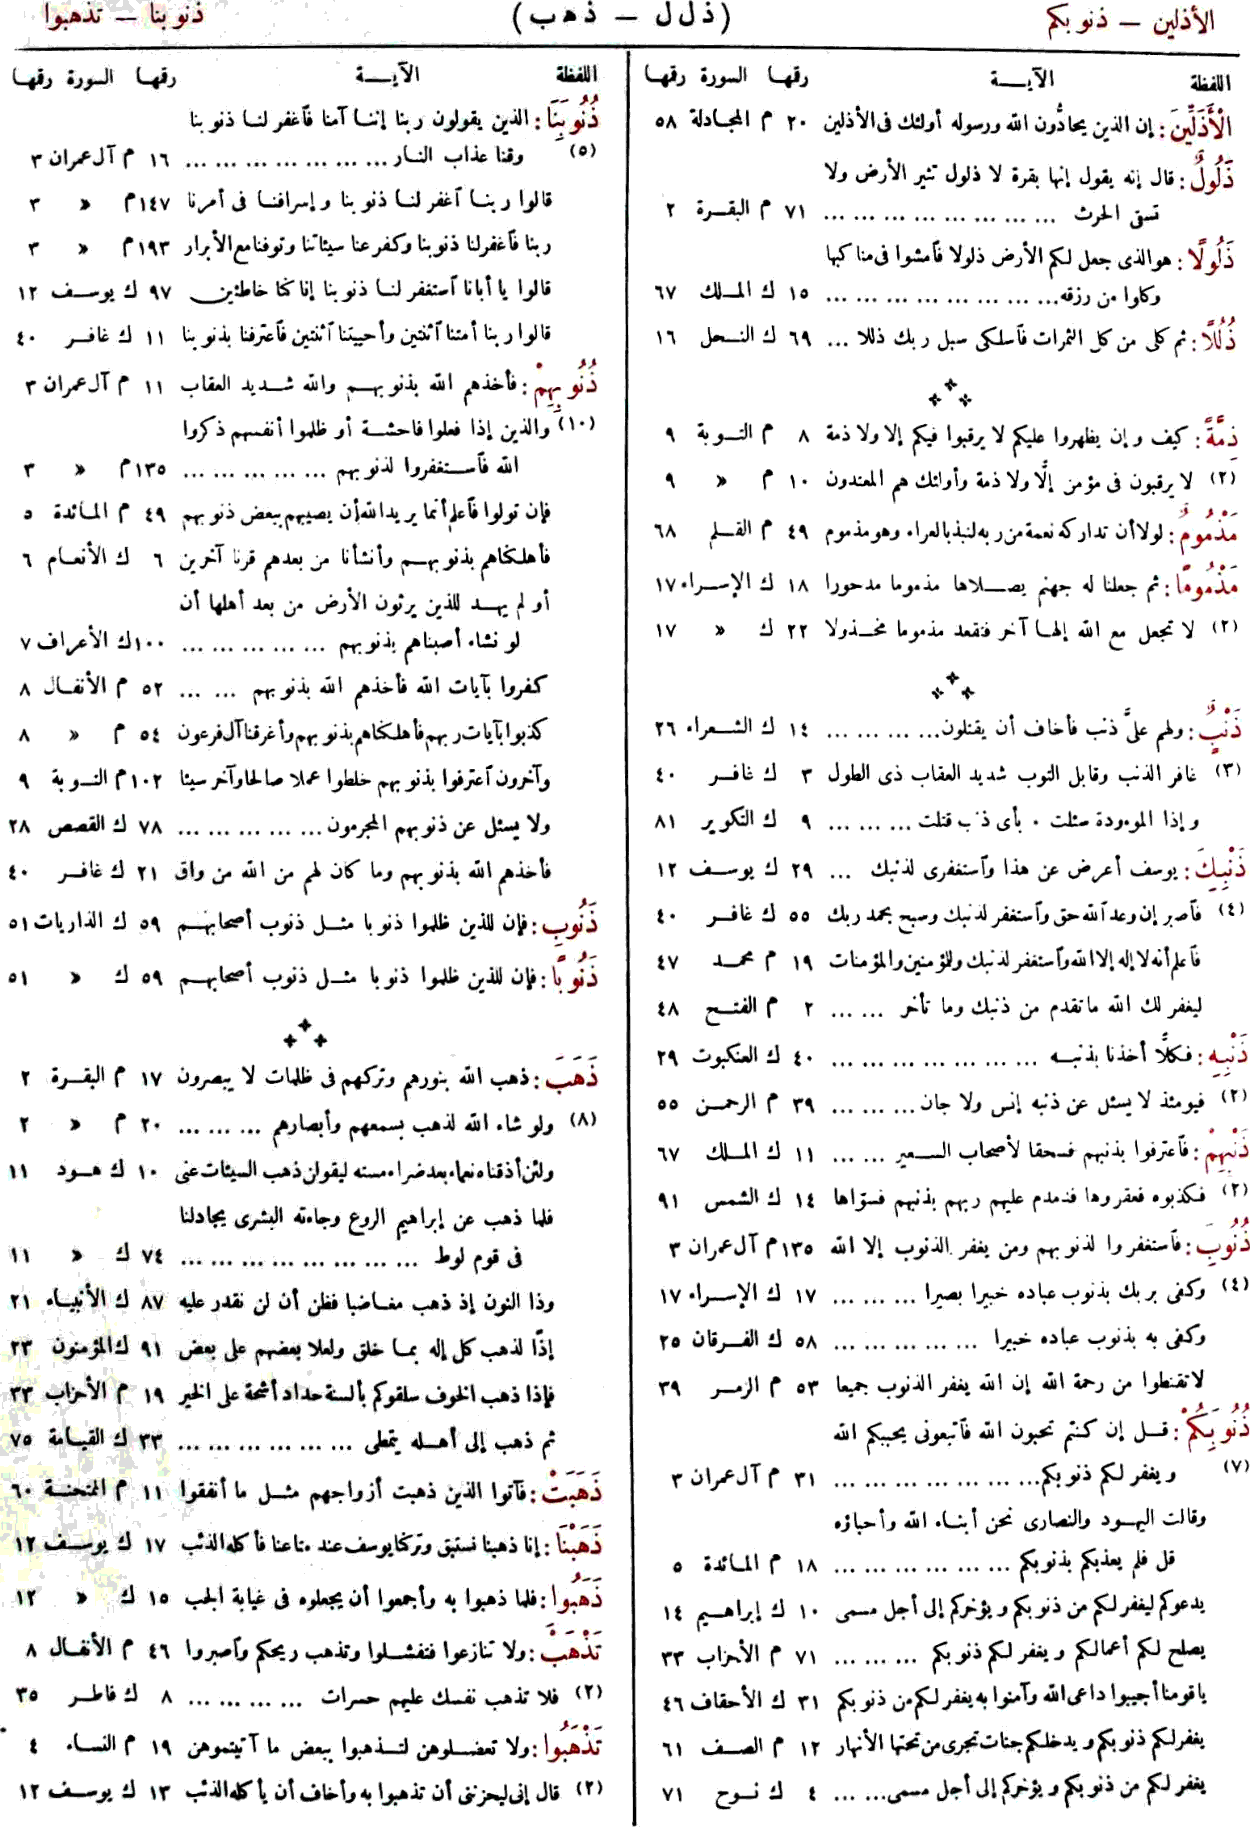 الأذلين – ذنوبكم
(ذلل – ذهب)
ذنوبنا – تذهبوا
اللفظة الآيــة رقها السورة رقها
الْأَذَلِّينَ: إن الذين يحادُّون الله ورسوله أولئك فى الأذلين ٢٠ م المجادلة ٥٨
ذَلُولٌ: قال إنه يقول إنها بقرة لا ذلول تثير الأرض ولا
تسقى الحرث ... ... ... ... ... ... ... ... ٧١ م البقرة ٢
ذَلُولًا: هو الذى جعل لكم الأرض ذلولا فٱمشوا فى مناكبها
وكلوا من رزقه... ... ... ... ... ... ... ... ١٥ ك الملك ٦٧
ذُلُلًا: ثم كلى من كل الثمرات فٱسلكى سبل ربك ذللا ... ٦٩ ك النحل ١٦
ذِمَّةً: كيف وإن يظهروا عليكم لا يرقبوا فيكم إلا ولا ذمة ٨ م التوبة ٩
(٢) لا يرقبون فى مؤمن إلًّا ولا ذمة وأولئك هم المعتدون ١٠ م » ٩
مَذْمُومٌ: لولا أن تداركه نعمة من ربه لنبذ بالعراء وهو مذموم ٤٩ م القلم ٦٨
مَذْمُومًا: ثم جعلنا له جهنم يصلاها مذموما مدحورا ١٨ ك الإسراء ١٧
(٢) لا تجعل مع الله إلها آخر فتقعد مذموما مخذولا ٢٢ ك » ١٧
ذَنْبٌ: ولهم علىَّ ذنب فأخاف أن يقتلون... ... ... ... ١٤ ك الشعراء ٢٦
(٣) غافر الذنب وقابل التوب شديد العقاب ذى الطول ٣ ك غافر ٤٠
وإذا الموءودة سئلت ٠ بأى ذنب قتلت ... ... ... ٩ ك التكوير ٨١
ذَنْبِكِ: يوسف أعرض عن هذا وٱستغفرى لذنبك ... ٢٩ ك يوسف ١٢
(٤) فٱصبر إن وعد ٱلله حق وٱستغفر لذنبك وسبح بحمد ربك ٥٥ ك غافر ٤٠
فٱعلم أنه لا إله إلا الله وٱستغفر لذنبك وللمؤمنين والمؤمنات ١٩ م محمد ٤٧
ليغفر لك الله ما تقدم من ذنبك وما تأخر ... ... ٢ م الفتح ٤٨
ذَنْبِهِ: فكلًّا أخذنا بذنبه ... ... ... ... ... ... ... ٤٠ ك العنكبوت ٢٩
(٢) فيومئذ لا يسئل عن ذنبه إنس ولا جان ... ... ... ٣٩ م الرحمن ٥٥
ذَنْبِهِمْ: فٱعترفوا بذنبهم فسحقا لأصحاب السعير ... ... ١١ ك الملك ٦٧
(٢) فكذبوه فعقروها فدمدم عليهم ربهم بذنبهم فسوّاها ١٤ ك الشمس ٩١
ذُنُوبِ: فٱستغفروا لذنوبهم ومن يغفر الذنوب إلا الله ١٣٥ م آل عمران ٣
(٤) وكفى بربك بذنوب عباده خبيرا بصيرا ... ... ... ١٧ ك الإسراء ١٧
وكفى به بذنوب عباده خبيرا ... ... ... ... ... ٥٨ ك الفرقان ٢٥
لا تقنطوا من رحمة الله إن الله يغفر الذنوب جميعا ٥٣ م الزمر ٣٩
ذُنُوبَكُمْ: قل إن كنتم تحبون الله فٱتبعونى يحببكم الله
(٧) ويغفر لكم ذنوبكم... ... ... ... ... ... ... ٣١ م آل عمران ٣
وقالت اليهود والنصارى نحن أبناء الله وأحباؤه
قل فلم يعذبكم بذنوبكم ... ... ... ... ... ... ١٨ م المائدة ٥
يدعوكم ليغفر لكم من ذنوبكم ويؤخركم إلى أجل مسمى ١٠ ك إبراهيم ١٤
يصلح لكم أعمالكم ويغفر لكم ذنوبكم ... ... ... ٧١ م الأحزاب ٣٣
يا قومنا أجيبوا داعى الله وآمنوا به يغفر لكم من ذنوبكم ٣١ ك الأحقاف ٤٦
يغفر لكم ذنوبكم ويدخلكم جنات تجرى من تحتها الأنهار ١٢ م الصف ٦١
يغفر لكم من ذنوبكم ويؤخركم إلى أجل مسمى... ... ٤ ك نوح ٧١
اللفظة الآيــة رقها السورة رقها
ذُنُوبَنَا: الذين يقولون ربنا إننا آمنا فٱغفر لنا ذنوبنا
(٥) وقنا عذاب النار ... ... ... ... ... ... ... ١٦ م آل عمران ٣
قالوا ربنا ٱغفر لنا ذنوبنا وإسرافنا فى أمرنا ١٤٧ م » ٣
ربنا فٱغفر لنا ذنوبنا وكفر عنا سيئاتنا وتوفنا مع الأبرار ١٩٣ م » ٣
قالوا يا أبانا ٱستغفر لنا ذنوبنا إنا كنا خاطئين ٩٧ ك يوسف ١٢
قالوا ربنا أمتنا ٱثنتين وأحييتنا ٱثنتين فٱعترفنا بذنوبنا ١١ ك غافر ٤٠
ذُنُوبِهِمْ: فأخذهم الله بذنوبهم والله شديد العقاب ١١ م آل عمران ٣
(١٠) والذين إذا فعلوا فاحشة أو ظلموا أنفسهم ذكروا
الله فٱستغفروا لذنوبهم ... ... ... ... ... ١٣٥ م » ٣
فإن تولوا فٱعلم أنما يريد الله أن يصيبهم ببعض ذنوبهم ٤٩ م المائدة ٥
فأهلكناهم بذنوبهم وأنشأنا من بعدهم قرنا آخرين ٦ ك الأنعام ٦
أو لم يهد للذين يرثون الأرض من بعد أهلها أن
لو نشاء أصبناهم بذنوبهم ... ... ... ... ... ١٠٠ ك الأعراف ٧
كفروا بآيات الله فأخذهم الله بذنوبهم ... ... ٥٢ م الأنفال ٨
كذبوا بآيات ربهم فأهلكناهم بذنوبهم وأغرقنا آل فرعون ٥٤ م » ٨
وآخرون ٱعترفوا بذنوبهم خلطوا عملا صالحا وآخر سيئا ١٠٢ م التوبة ٩
ولا يسئل عن ذنوبهم المجرمون ... ... ... ... ... ٧٨ ك القصص ٢٨
فأخذهم الله بذنوبهم وما كان لهم من الله من واق ٢١ ك غافر ٤٠
ذَنُوبِ: فإن للذين ظلموا ذنوبا مثل ذنوب أصحابهم ٥٩ ك الذاريات ٥١
ذَنُوبًا: فإن للذين ظلموا ذنوبا مثل ذنوب أصحابهم ٥٩ ك » ٥١
ذَهَبَ: ذهب الله بنورهم وتركهم فى ظلمات لا يبصرون ١٧ م البقرة ٢
(٨) ولو شاء الله لذهب بسمعهم وأبصارهم ... ... ... ٢٠ م » ٢
ولئن أذقناه نعماء بعد ضراء مسته ليقولن ذهب السيئات عنى ١٠ ك هود ١١
فلما ذهب عن إبراهيم الروع وجاءته البشرى يجادلنا
فى قوم لوط ... ... ... ... ... ... ... ... ٧٤ ك » ١١
وذا النون إذ ذهب مغاضبا فظن أن لن نقدر عليه ٨٧ ك الأنبياء ٢١
إذًا لذهب كل إله بما خلق ولعلا بعضهم على بعض ٩١ ك المؤمنون ٢٣
فإذا ذهب الخوف سلقوكم بألسنة حداد أشحة على الخير ١٩ م الأحزاب ٣٣
ثم ذهب إلى أهله يتمطى ... ... ... ... ... ... ٣٣ ك القيامة ٧٥
ذَهَبَتْ: فآتوا الذين ذهبت أزواجهم مثل ما أنفقوا ١١ م الممتحنة ٦٠
ذَهَبْنَا: إنا ذهبنا نستبق وتركنا يوسف عند متاعنا فأكله الذئب ١٧ ك يوسف ١٢
ذَهَبُوا: فلما ذهبوا به وأجمعوا أن يجعلوه فى غيابة الجب ١٥ ك » ١٢
تَذْهَبَ: ولا تنازعوا فتفشلوا وتذهب ريحكم وٱصبروا ٤٦ م الأنفال ٨
(٢) فلا تذهب نفسك عليهم حسرات ... ... ... ... ٨ ك فاطر ٣٥
تَذْهَبُوا: ولا تعضلوهن لتذهبوا ببعض ما آتيتموهن ١٩ م النساء ٤
(٢) قال إنى ليحزننى أن تذهبوا به وأخاف أن يأكله الذئب ١٣ ك يوسف ١٢